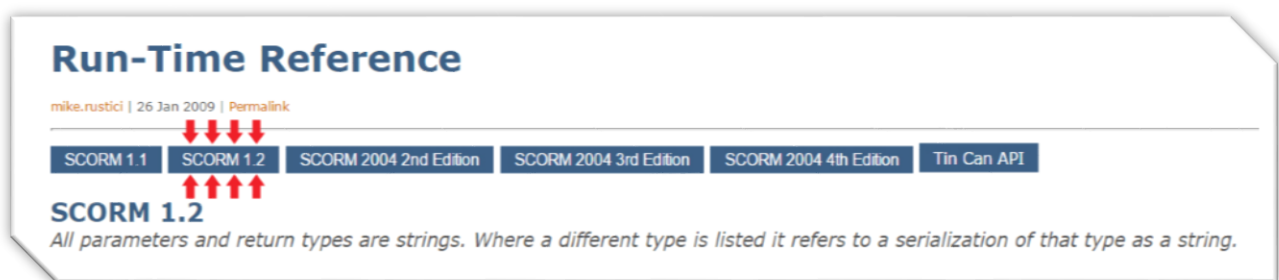 Run-Time Reference
mike.rustici | 26 Jan 2009 | Permalink
SCORM 1.1 SCORM 1.2 SCORM 2004 2nd Edition SCORM 2004 3rd Edition SCORM 2004 4th Edition Tin Can API
SCORM 1.2
All parameters and return types are strings. Where a different type is listed it refers to a serialization of that type as a string.